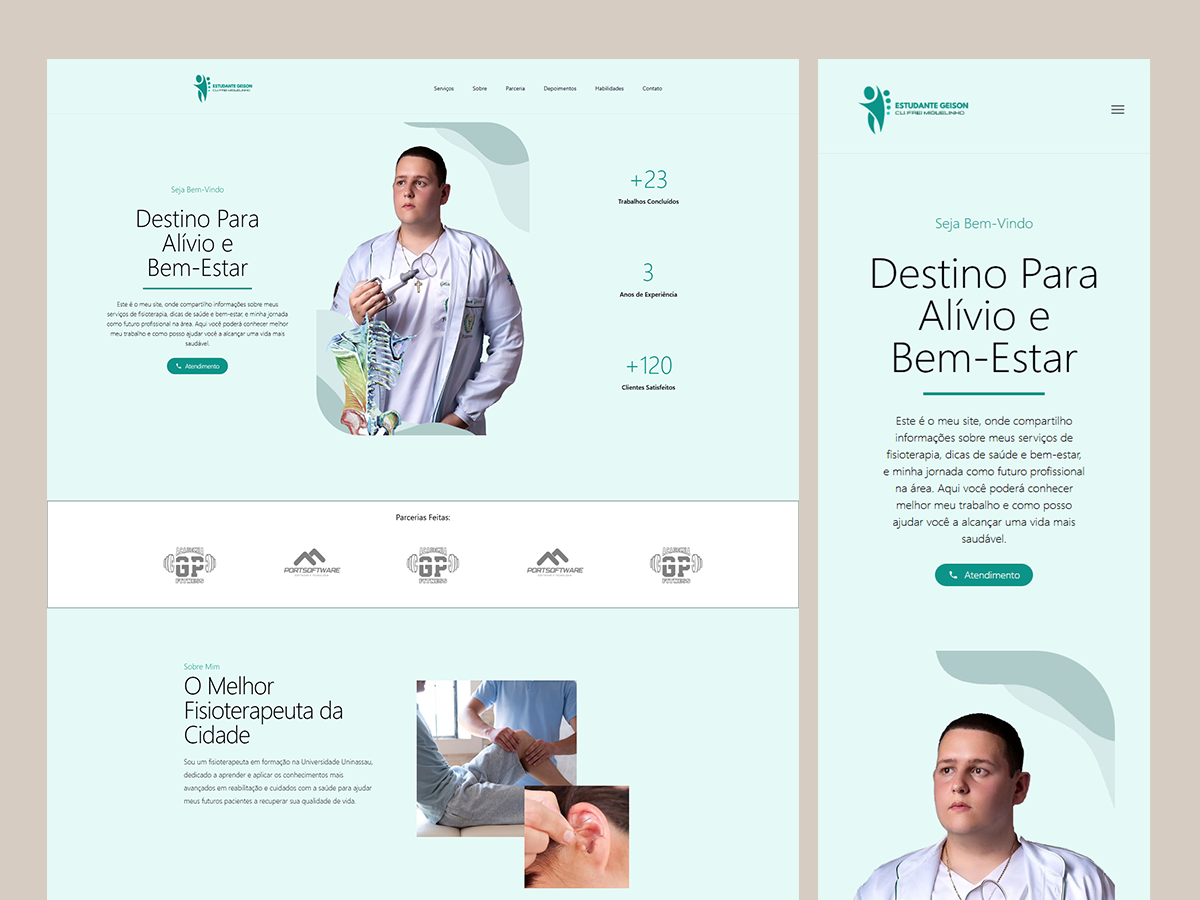 ESTUDANTE GEISON
CLI.FREI MIGUELINHO
Serviços
Sobre
Parceria
Depoimentos
Habilidades
Contato
Seja Bem-Vindo
Destino Para
Alívio e
Bem-Estar
Este é o meu site, onde compartilho informações sobre meus
serviços de fisioterapia, dicas de saúde e bem-estar, e minha jornada
como futuro profissional na área. Aqui você poderá conhecer melhor
meu trabalho e como posso ajudar você a alcançar uma vida mais
saudável.
Atendimento
+23
Trabalhos Concluídos
3
Anos de Experiência
+120
Clientes Satisfeitos
Parcerias Feitas:
ACADEMIA
GP
FITNESS
PORTSOFTWARE
ACADEMIA
GP
FITNESS
PORTSOFTWARE
ACADEMIA
GP
FITNESS
Sobre Mim
O Melhor
Fisioterapeuta da
Cidade
Sou um fisioterapeuta em formação na Universidade Uninassau,
dedicado a aprender e aplicar os conhecimentos mais
avançados em reabilitação e cuidados com a saúde para ajudar
meus futuros pacientes a recuperar sua qualidade de vida.
ESTUDANTE GEISON
CLI.FREI MIGUELINHO
Seja Bem-Vindo
Destino Para
Alívio e
Bem-Estar
Este é o meu site, onde compartilho
informações sobre meus serviços de
fisioterapia, dicas de saúde e bem-estar,
e minha jornada como futuro profissional
na área. Aqui você poderá conhecer
melhor meu trabalho e como posso
ajudar você a alcançar uma vida mais
saudável.
Atendimento